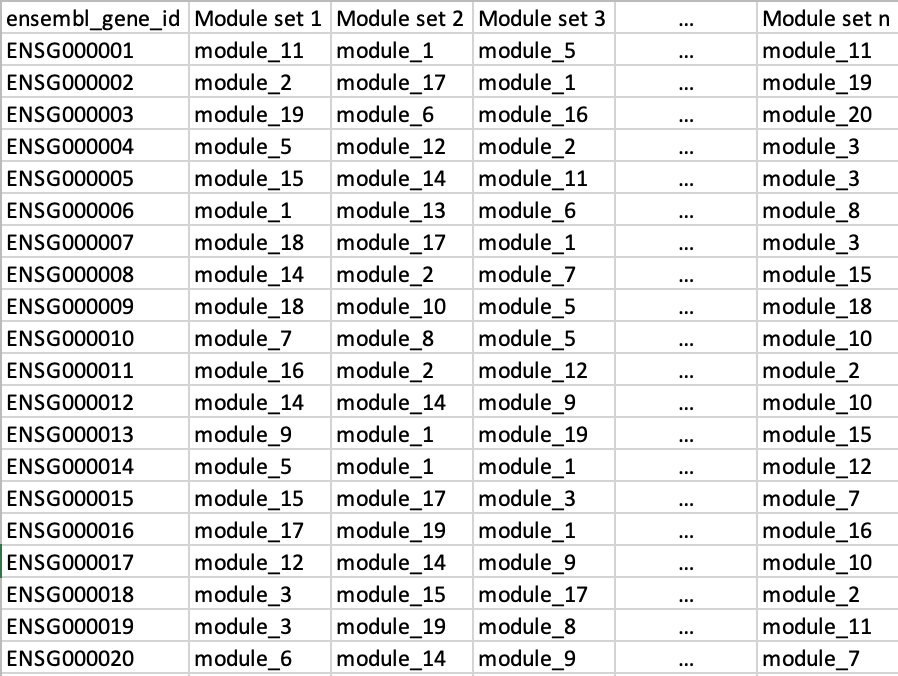 ensembl_gene_id Module set 1 Module set 2 Module set 3 ... Module set n
ENSG000001 module_11 module_1 module_5 ... module_11
ENSG000002 module_2 module_17 module_1 ... module_19
ENSG000003 module_19 module_6 module_16 ... module_20
ENSG000004 module_5 module_12 module_2 ... module_3
ENSG000005 module_15 module_14 module_11 ... module_3
ENSG000006 module_1 module_13 module_6 ... module_8
ENSG000007 module_18 module_17 module_1 ... module_3
ENSG000008 module_14 module_2 module_7 ... module_15
ENSG000009 module_18 module_10 module_5 ... module_18
ENSG000010 module_7 module_8 module_5 ... module_10
ENSG000011 module_16 module_2 module_12 ... module_2
ENSG000012 module_14 module_14 module_9 ... module_10
ENSG000013 module_9 module_1 module_19 ... module_15
ENSG000014 module_5 module_1 module_1 ... module_12
ENSG000015 module_15 module_17 module_3 ... module_7
ENSG000016 module_17 module_19 module_1 ... module_16
ENSG000017 module_12 module_14 module_9 ... module_10
ENSG000018 module_3 module_15 module_17 ... module_2
ENSG000019 module_3 module_19 module_8 ... module_11
ENSG000020 module_6 module_14 module_9 ... module_7